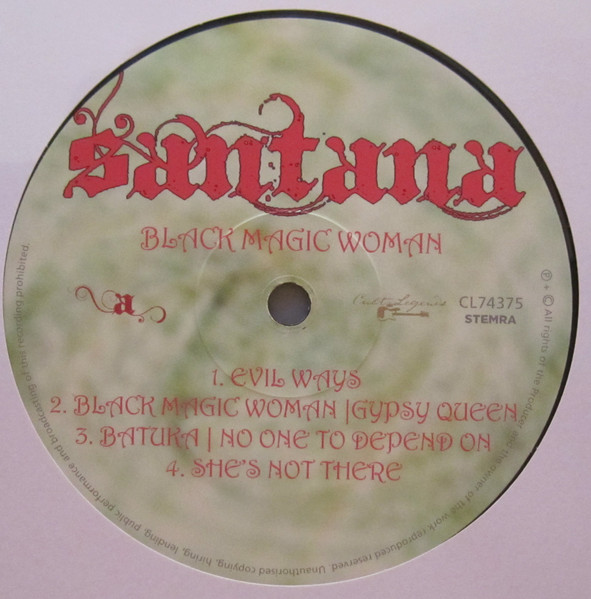 santana
BLACK MAGIC WOMAN
a
Cult Legends
CL74375
STEMRA
1. EVIL WAYS
2. BLACK MAGIC WOMAN |GYPSY QUEEN
3. BATUKA | NO ONE TO DEPEND ON
4. SHE'S NOT THERE
℗ + © All rights of the Producer and the owner of the work reproduced reserved. Unauthorised copying, hiring, lending, public performance and broadcasting of this recording prohibited.